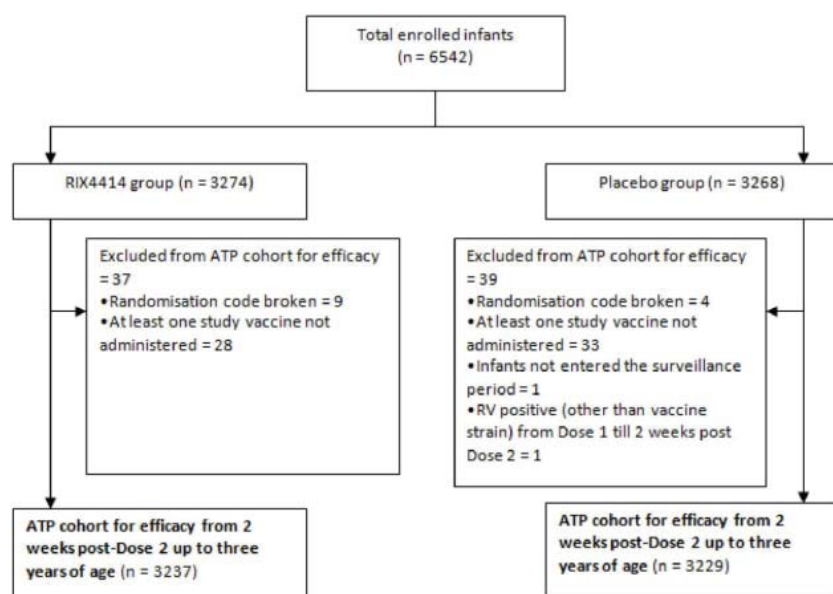 Total enrolled infants
(n = 6542)
RIX4414 group (n = 3274)
Placebo group (n = 3268)
Excluded from ATP cohort for efficacy
= 37
•Randomisation code broken = 9
•At least one study vaccine not
administered = 28
Excluded from ATP cohort for efficacy
= 39
•Randomisation code broken = 4
•At least one study vaccine not
administered = 33
•Infants not entered the surveillance
period = 1
•RV positive (other than vaccine
strain) from Dose 1 till 2 weeks post
Dose 2 = 1
ATP cohort for efficacy from 2
weeks post-Dose 2 up to three
years of age (n = 3237)
ATP cohort for efficacy from 2
weeks post-Dose 2 up to three
years of age (n = 3229)